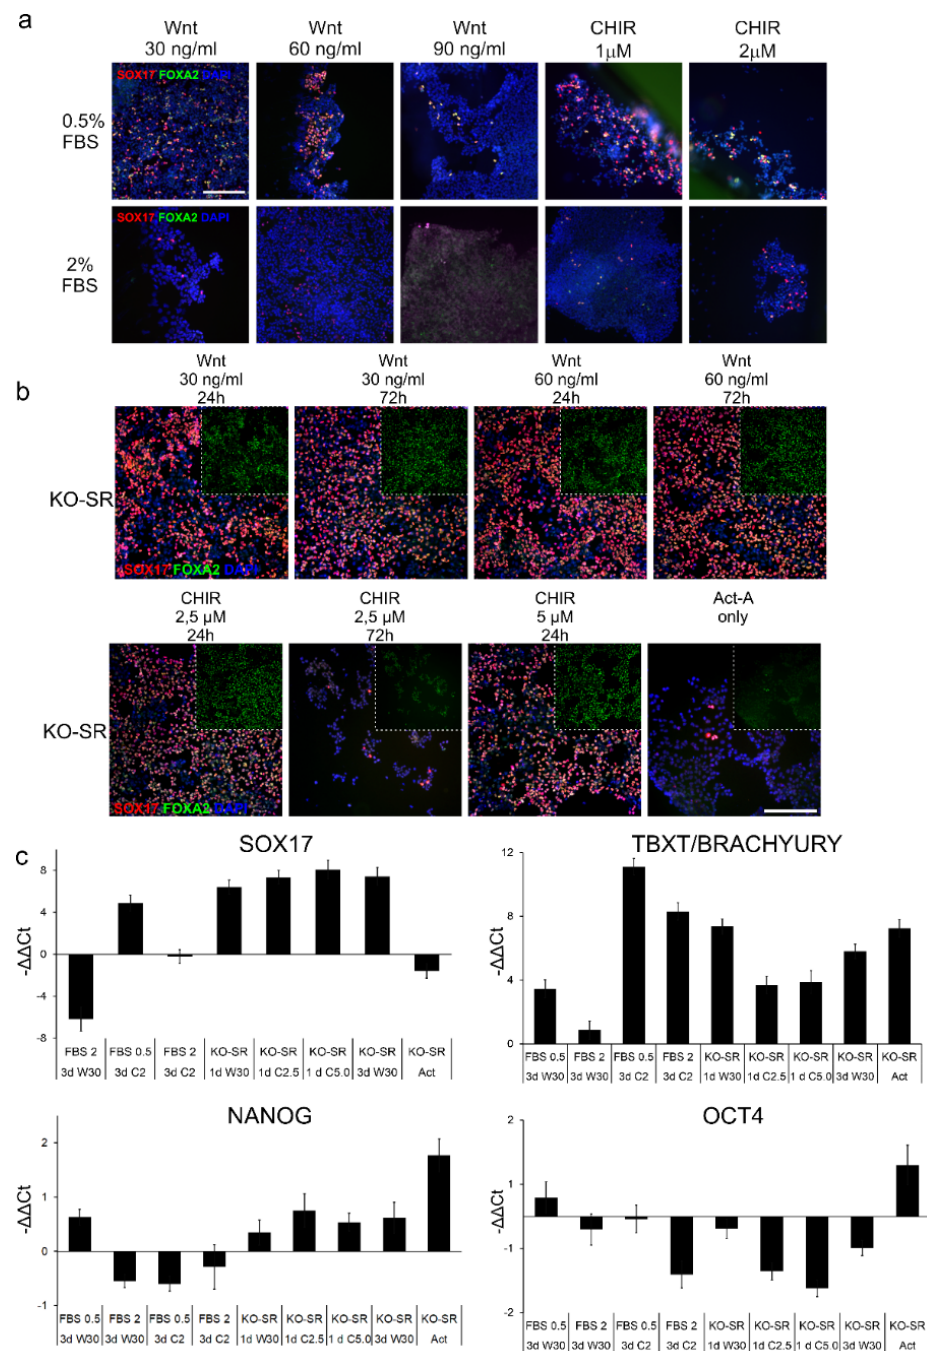 a
Wnt
30 ng/ml
Wnt
60 ng/ml
Wnt
90 ng/ml
CHIR
1µM
CHIR
2µM
SOX17 FOXA2 DAPI
0.5%
FBS
SOX17 FOXA2 DAPI
2%
FBS
b
Wnt
30 ng/ml
24h
Wnt
30 ng/ml
72h
Wnt
60 ng/ml
24h
Wnt
60 ng/ml
72h
KO-SR
SOX17 FOXA2 DAPI
CHIR
2,5 µM
24h
CHIR
2,5 µM
72h
CHIR
5 µM
24h
Act-A
only
KO-SR
SOX17 FOXA2 DAPI
c
SOX17
-ΔΔCt
8
4
0
-4
-8
FBS 2 FBS 0.5 FBS 2 KO-SR KO-SR KO-SR KO-SR KO-SR
3d W30 3d C2 3d C2 1d W30 1d C2.5 1 d C5.0 3d W30 Act
TBXT/BRACHYURY
-ΔΔCt
12
8
4
0
FBS 0.5 FBS 2 FBS 0.5 FBS 2 KO-SR KO-SR KO-SR KO-SR KO-SR
3d W30 3d W30 3d C2 3d C2 1d W30 1d C2.5 1 d C5.0 3d W30 Act
NANOG
-ΔΔCt
2
1
0
-1
FBS 0.5 FBS 2 FBS 0.5 FBS 2 KO-SR KO-SR KO-SR KO-SR KO-SR
3d W30 3d W30 3d C2 3d C2 1d W30 1d C2.5 1 d C5.0 3d W30 Act
OCT4
-ΔΔCt
2
1
-1
-2
FBS 0.5 FBS 2 FBS 0.5 FBS 2 KO-SR KO-SR KO-SR KO-SR KO-SR
3d W30 3d W30 3d C2 3d C2 1d W30 1d C2.5 1d C5.0 3d W30 Act